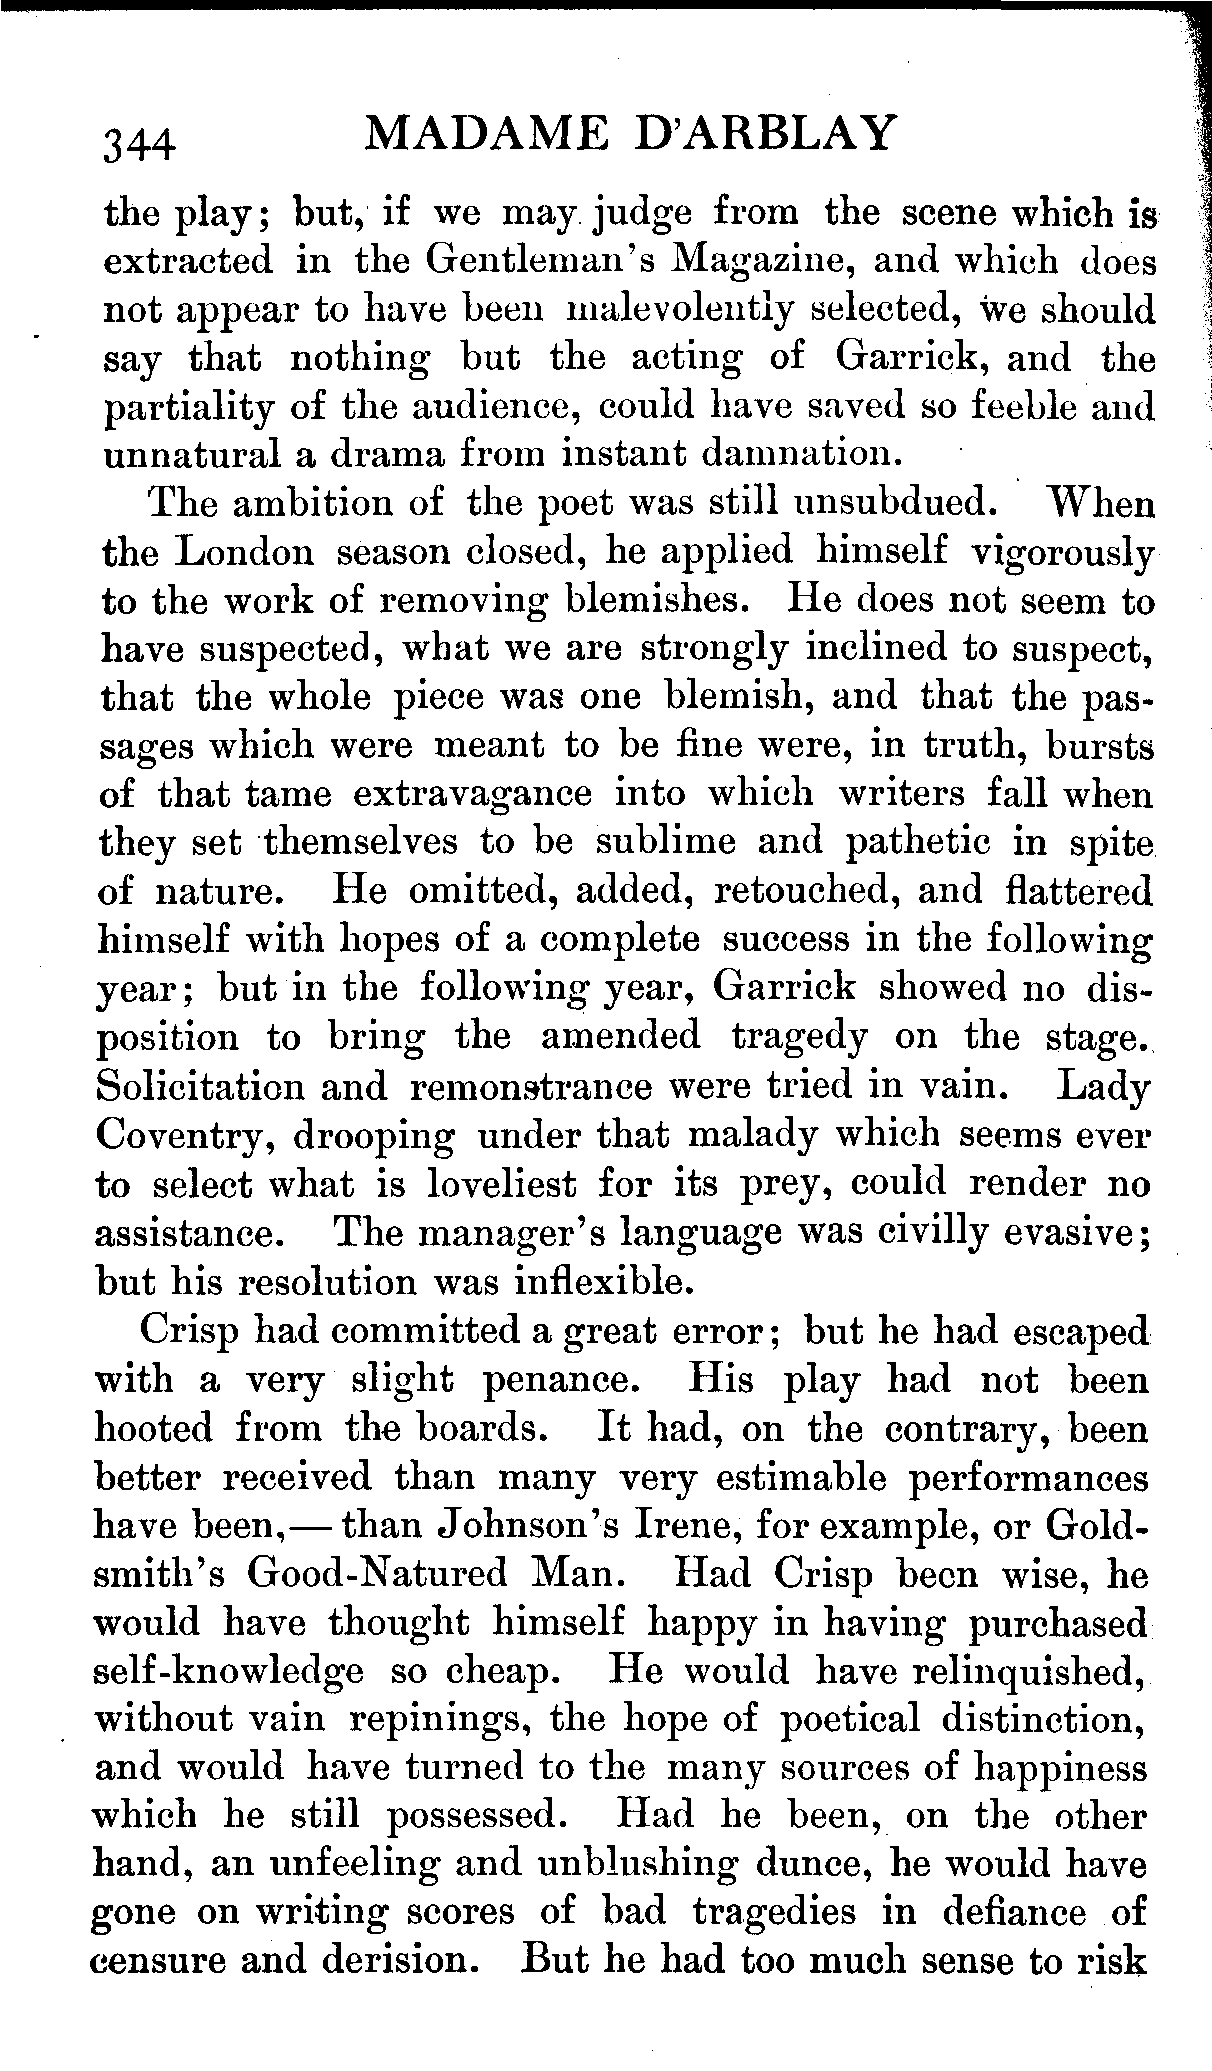 344 MADAME D'ARBLAY
the play; but, if we may judge from the scene which is
extracted in the Gentleman's Magazine, and which does
not appear to have been malevolently selected, we should
say that nothing but the acting of Garrick, and the
partiality of the audience, could have saved so feeble and
unnatural a drama from instant damnation.
The ambition of the poet was still unsubdued. When
the London season closed, he applied himself vigorously
to the work of removing blemishes. He does not seem to
have suspected, what we are strongly inclined to suspect,
that the whole piece was one blemish, and that the pas-
sages which were meant to be fine were, in truth, bursts
of that tame extravagance into which writers fall when
they set themselves to be sublime and pathetic in spite
of nature. He omitted, added, retouched, and flattered
himself with hopes of a complete success in the following
year; but in the following year, Garrick showed no dis-
position to bring the amended tragedy on the stage.
Solicitation and remonstrance were tried in vain. Lady
Coventry, drooping under that malady which seems ever
to select what is loveliest for its prey, could render no
assistance. The manager's language was civilly evasive;
but his resolution was inflexible.
Crisp had committed a great error; but he had escaped
with a very slight penance. His play had not been
hooted from the boards. It had, on the contrary, been
better received than many very estimable performances
have been,— than Johnson's Irene, for example, or Gold-
smith's Good-Natured Man. Had Crisp been wise, he
would have thought himself happy in having purchased
self-knowledge so cheap. He would have relinquished,
without vain repinings, the hope of poetical distinction,
and would have turned to the many sources of happiness
which he still possessed. Had he been, on the other
hand, an unfeeling and unblushing dunce, he would have
gone on writing scores of bad tragedies in defiance of
censure and derision. But he had too much sense to risk